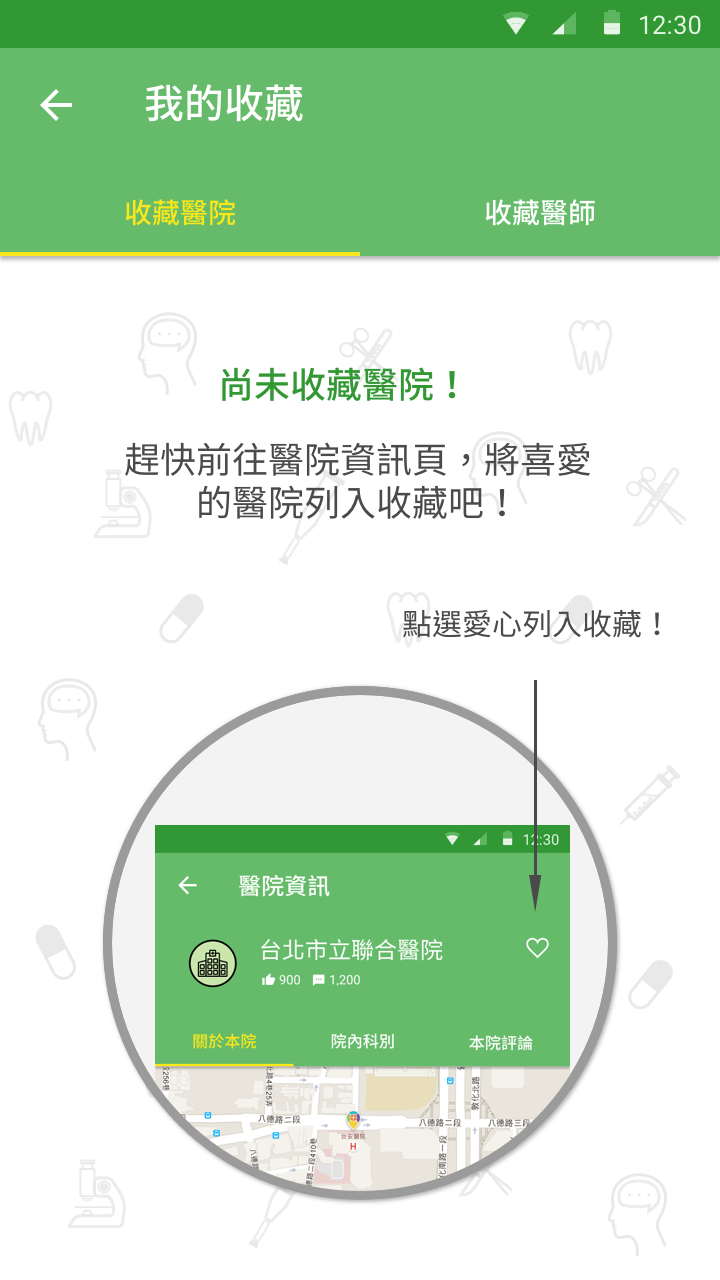 12:30
我的收藏
收藏醫院
收藏醫師
尚未收藏醫院！
趕快前往醫院資訊頁，將喜愛
的醫院列入收藏吧！
點選愛心列入收藏！
12:30
醫院資訊
台北市立聯合醫院
900
1,200
關於本院
院內科別
本院評論
八德路二段
台安醫院
H
八德路二段
八德路三段
敦化北路